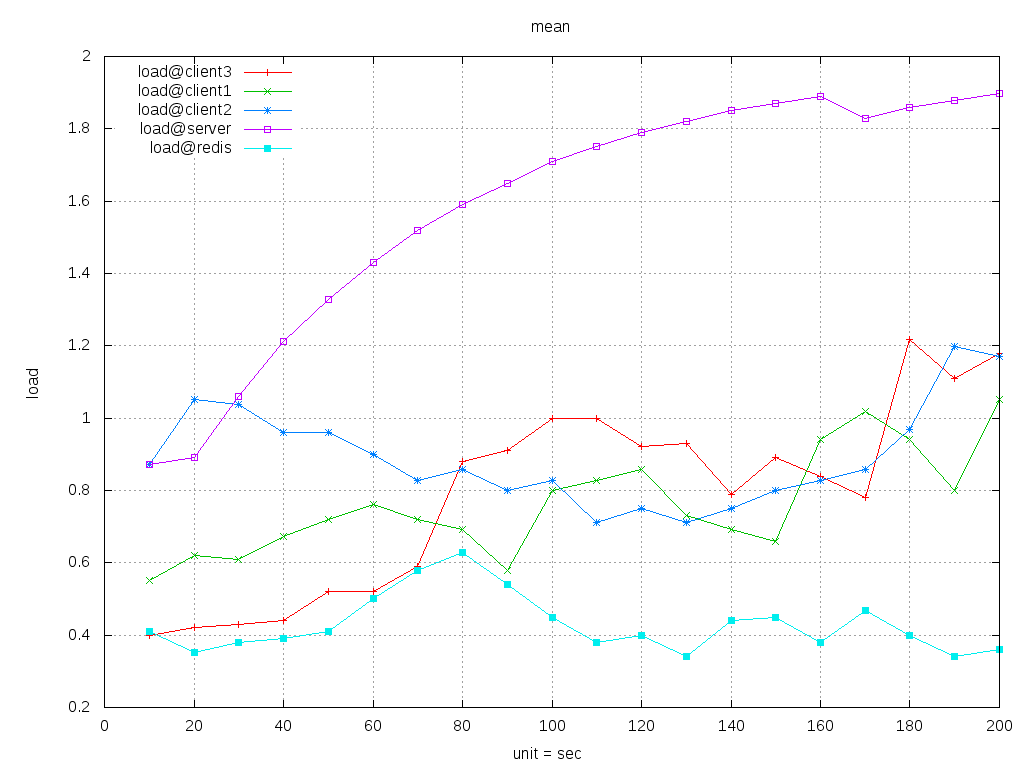 mean
2
load@client3
load@client1
load@client2
1.8
load@server
load@redis
1.6
1.4
1.2
load
1
0.8
0.6
0.4
0.2
0 20 40 60 80 100 120 140 160 180 200
unit = sec